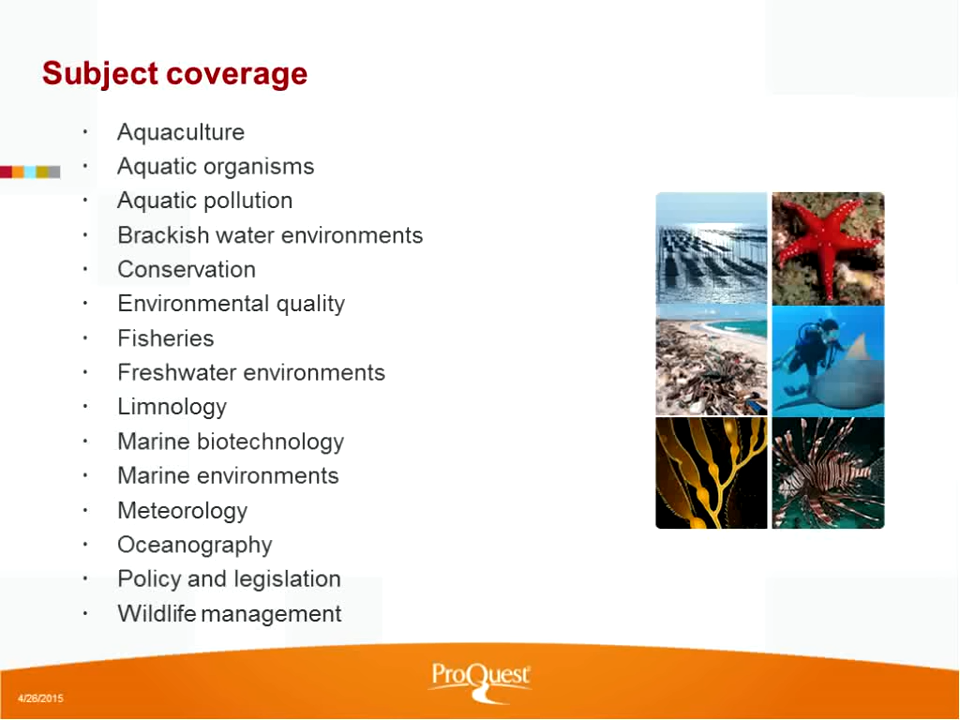 Subject coverage
· Aquaculture
· Aquatic organisms
· Aquatic pollution
· Brackish water environments
· Conservation
· Environmental quality
· Fisheries
· Freshwater environments
· Limnology
· Marine biotechnology
· Marine environments
· Meteorology
· Oceanography
· Policy and legislation
· Wildlife management
ProQuest
4/26/2015